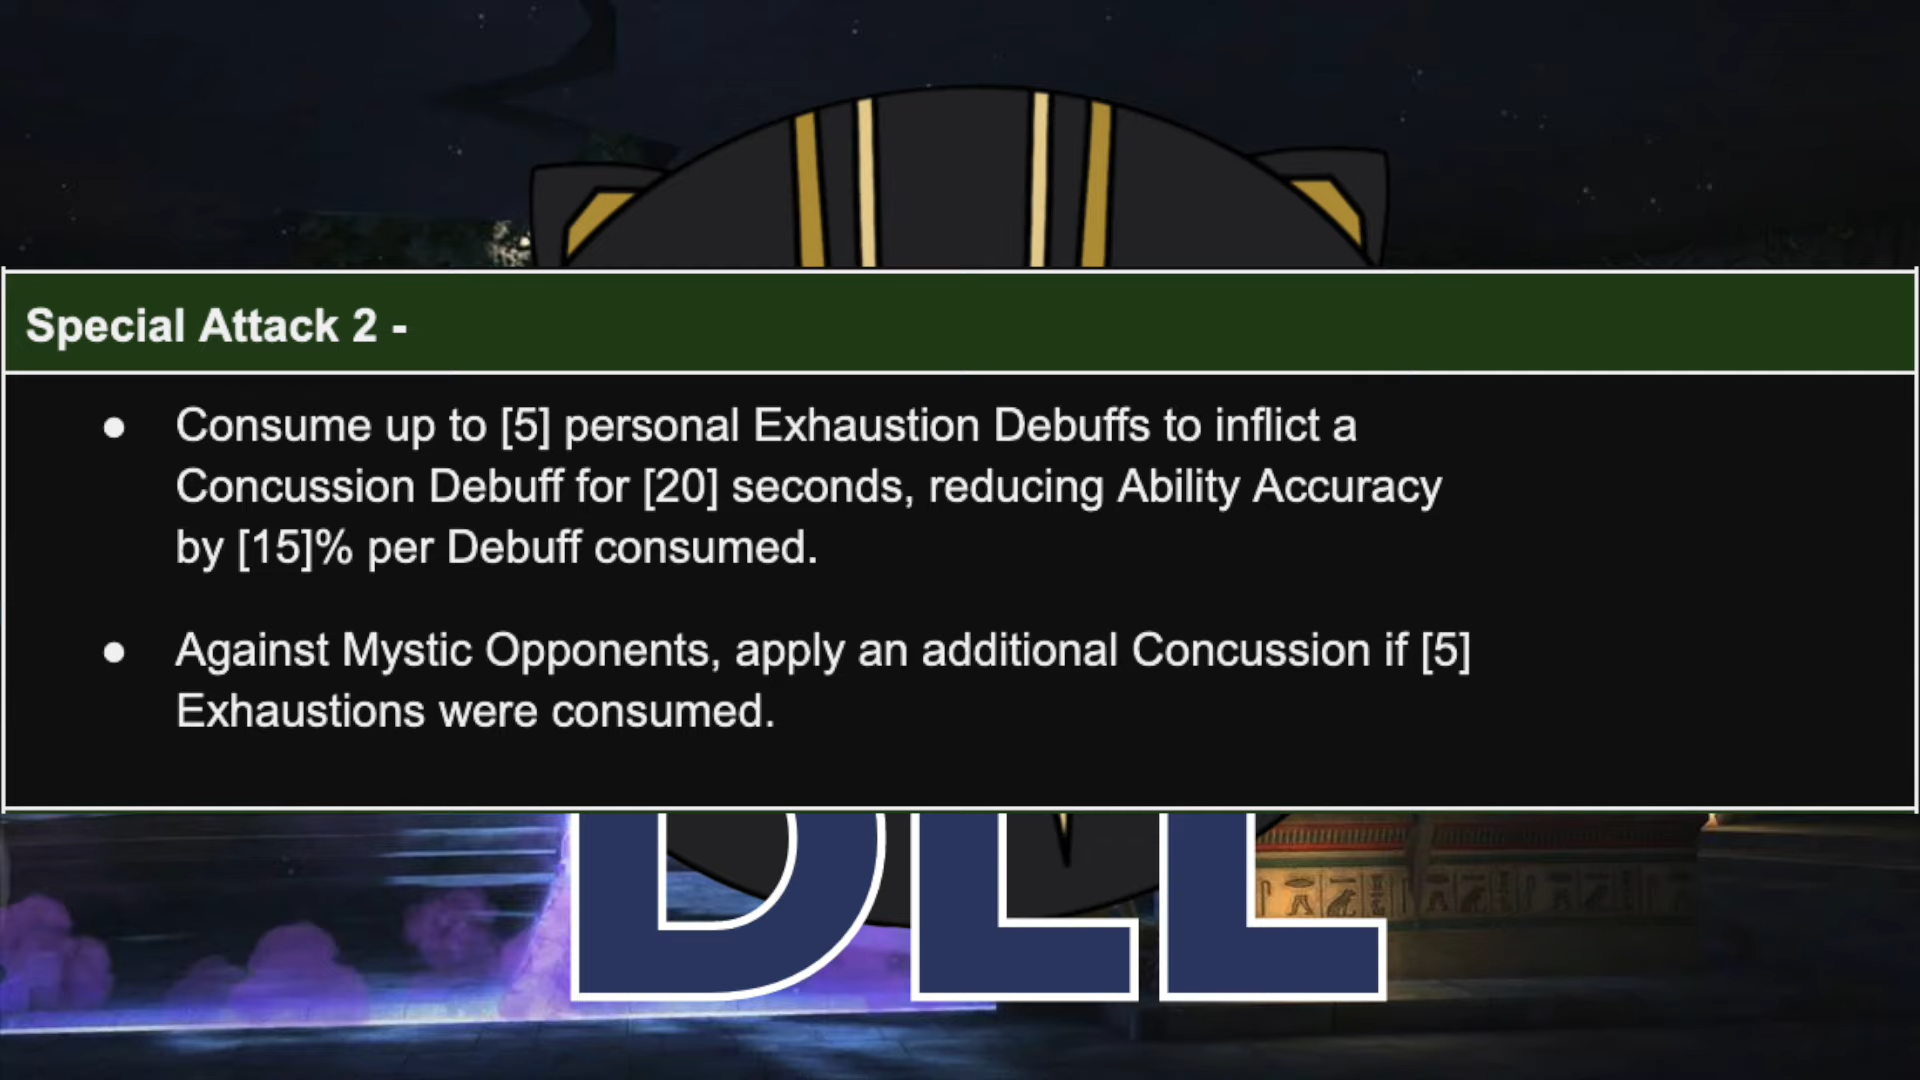 Special Attack 2 -
● Consume up to [5] personal Exhaustion Debuffs to inflict a
Concussion Debuff for [20] seconds, reducing Ability Accuracy
by [15]% per Debuff consumed.
● Against Mystic Opponents, apply an additional Concussion if [5]
Exhaustions were consumed.
DLL